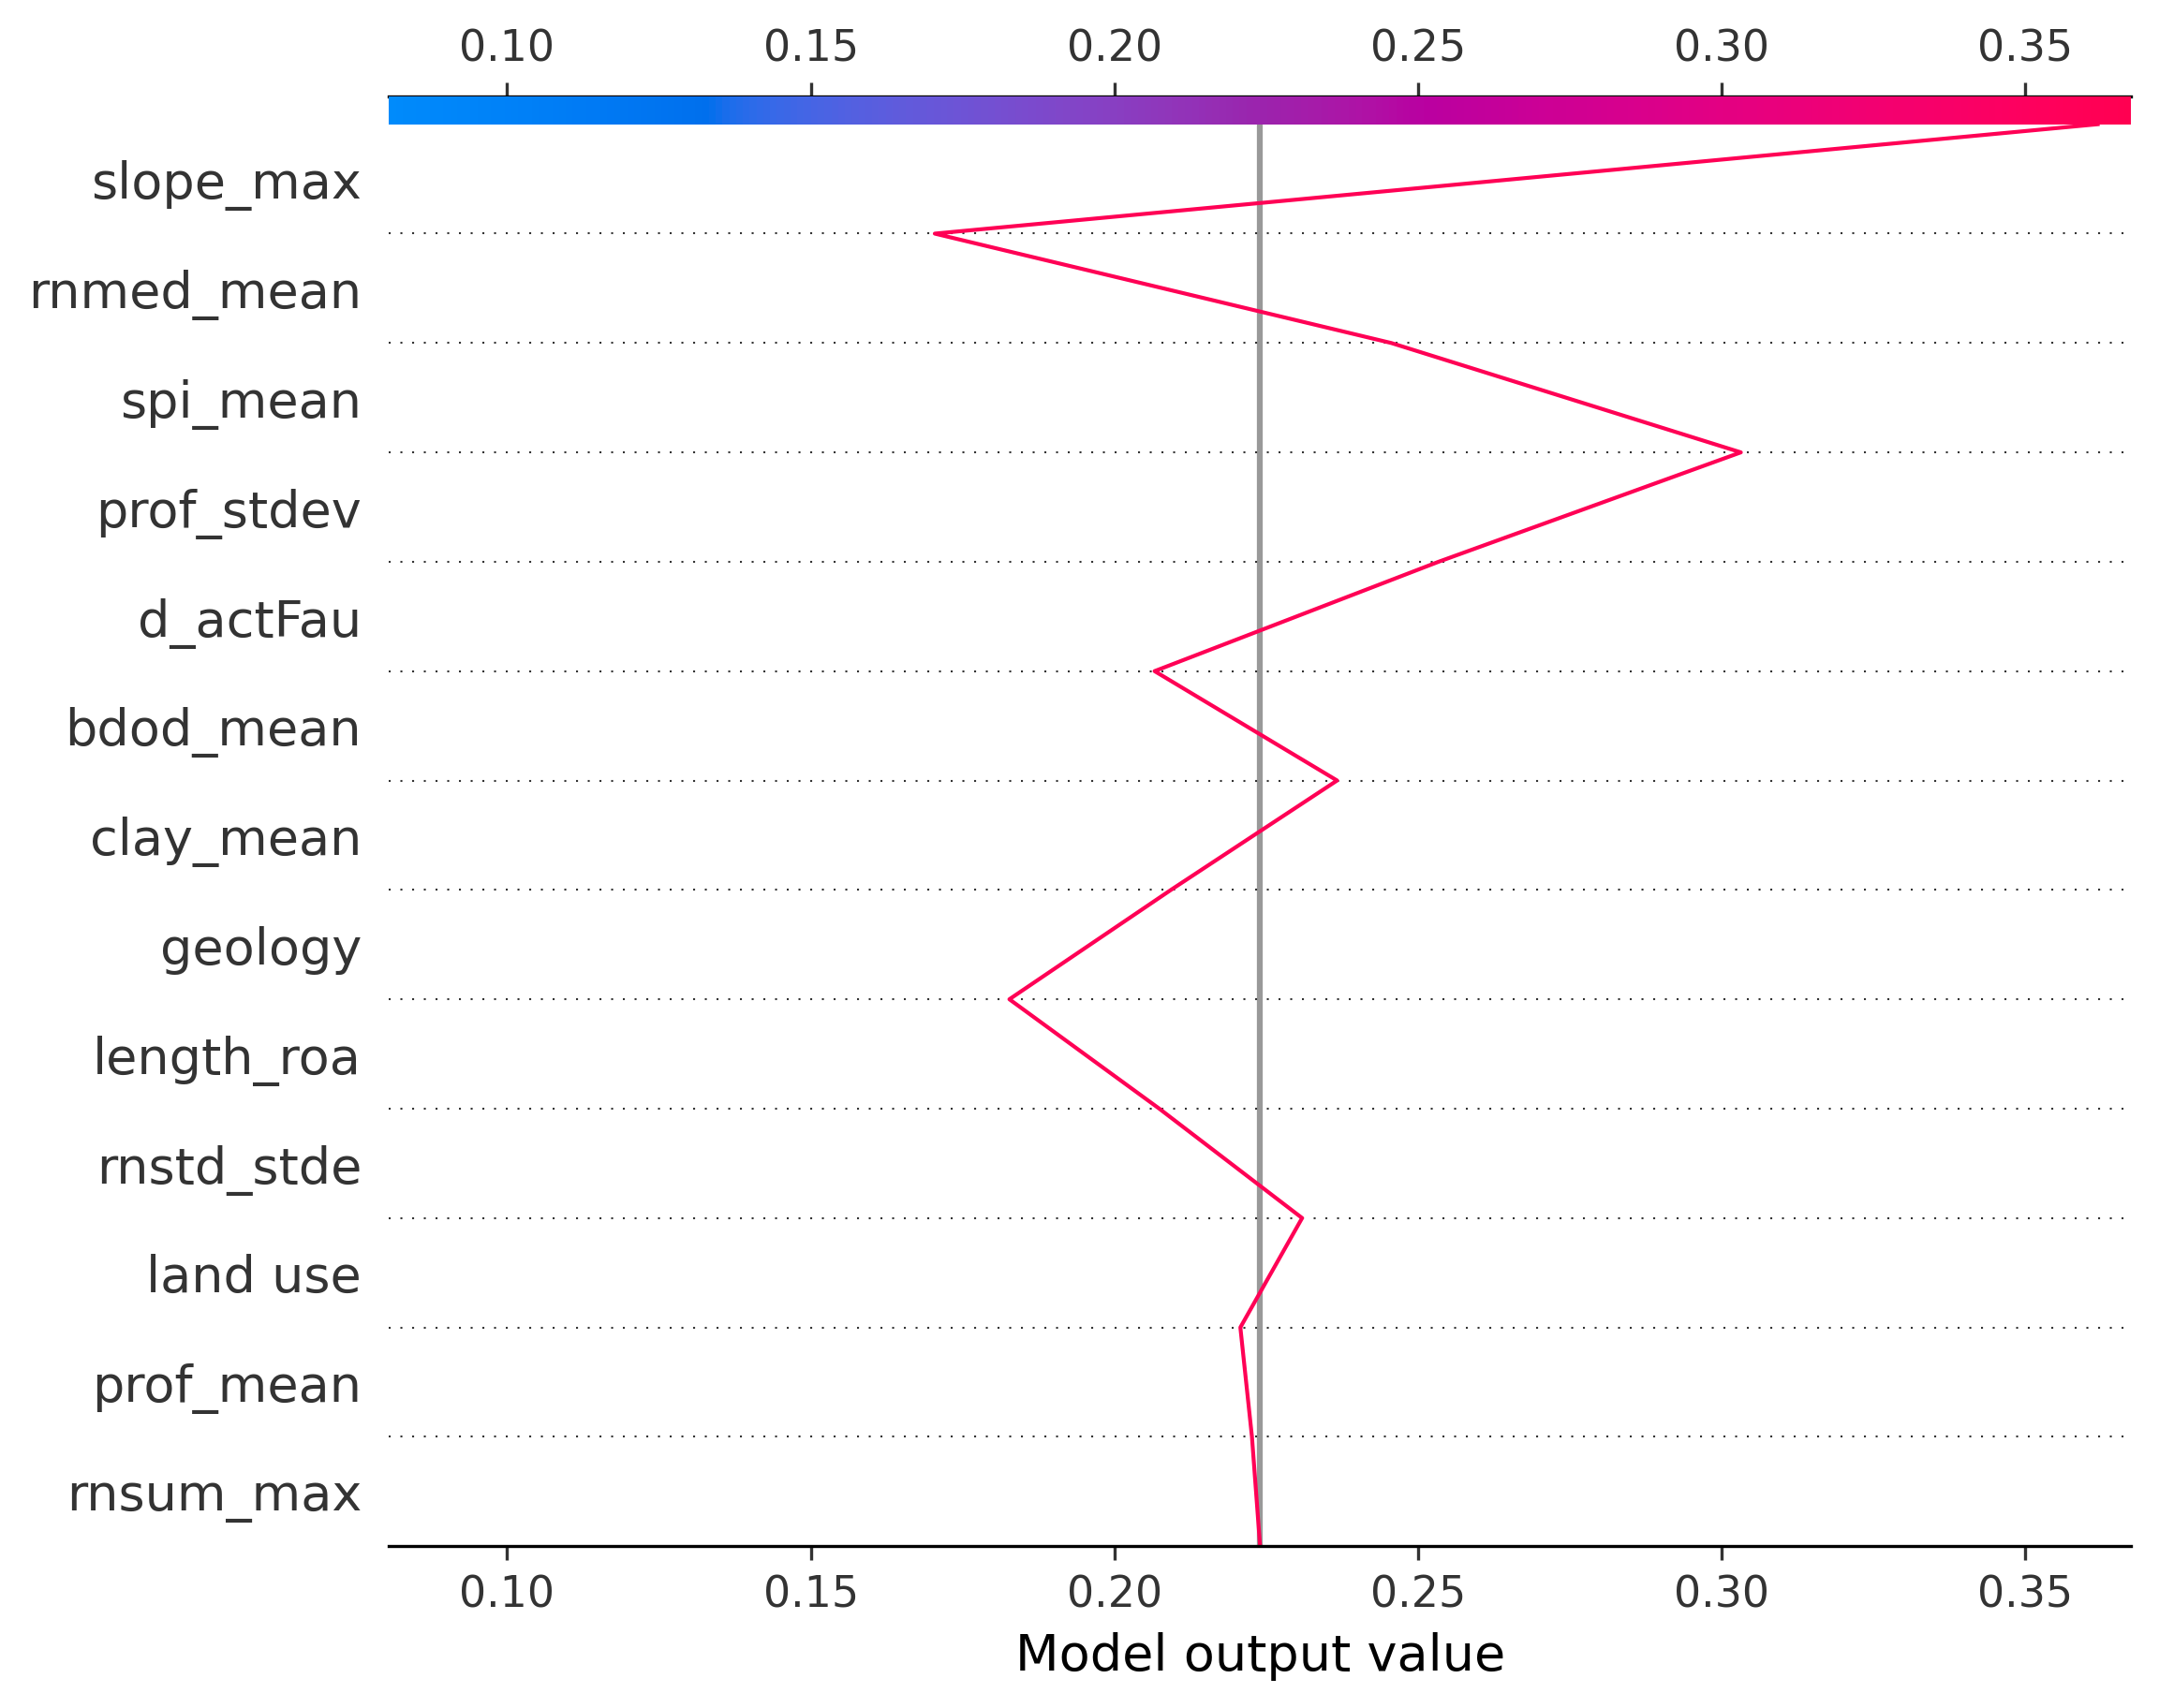 0.10 0.15 0.20 0.25 0.30 0.35
slope_max
rnmed_mean
spi_mean
prof_stdev
d_actFau
bdod_mean
clay_mean
geology
length_roa
rnstd_stde
land use
prof_mean
rnsum_max
0.10 0.15 0.20 0.25 0.30 0.35
Model output value